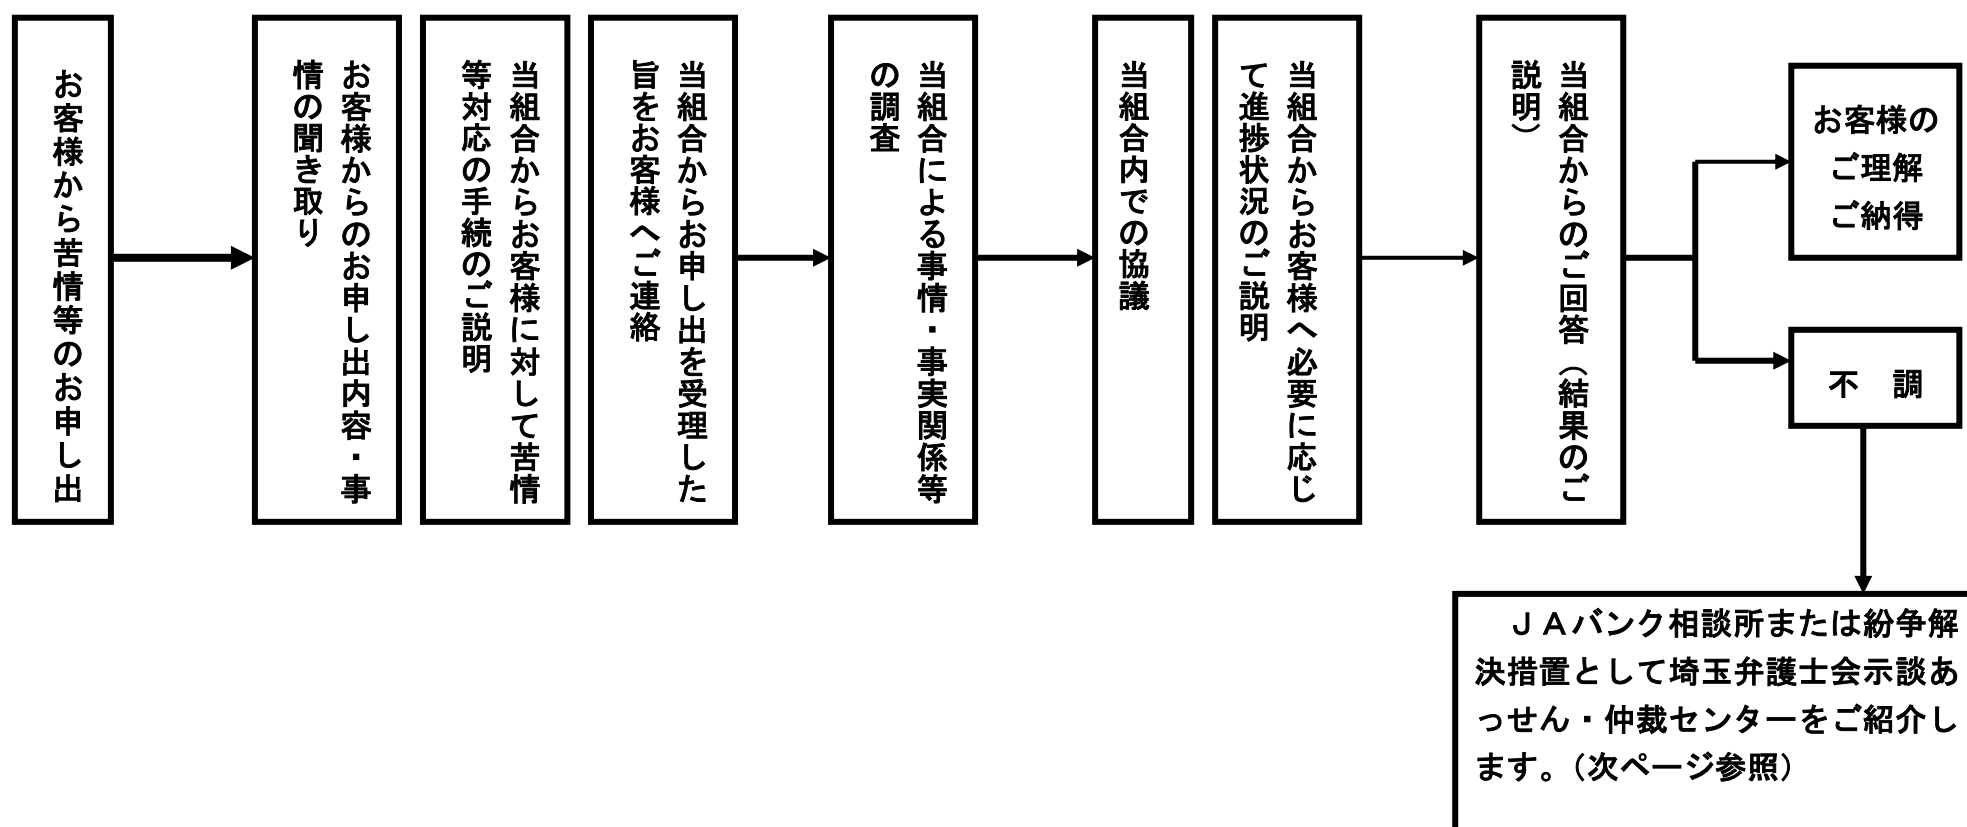 お客様から苦情等のお申し出
お客様からのお申し出内容・事
情の聞き取り
当組合からお客様に対して苦情
等対応の手続のご説明
当組合からお申し出を受理した
旨をお客様へご連絡
当組合による事情・事実関係等
の調査
当組合内での協議
当組合からお客様へ必要に応じ
て進捗状況のご説明
当組合からのご回答（結果のご
説明）
お客様の
ご理解
ご納得
不　調
ＪＡバンク相談所または紛争解
決措置として埼玉弁護士会示談あ
っせん・仲裁センターをご紹介し
ます。（次ページ参照）